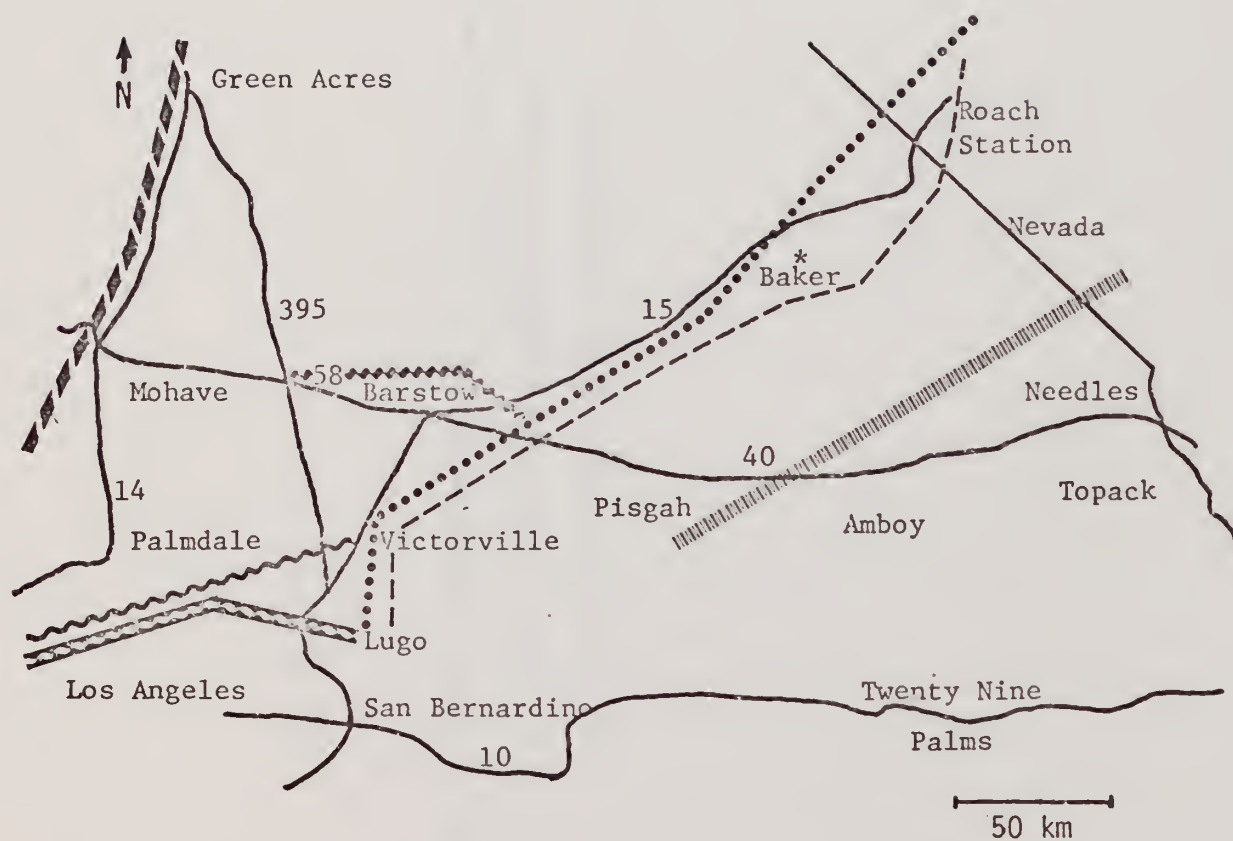 N
Green Acres
Roach
Station
Nevada
*
Baker
15
395
58
Mohave
Barstow
Needles
40
14
Pisgah
Topack
Amboy
Palmdale
Victorville
Lugo
Los Angeles
Twenty Nine
San Bernardino
Palms
10
50 km